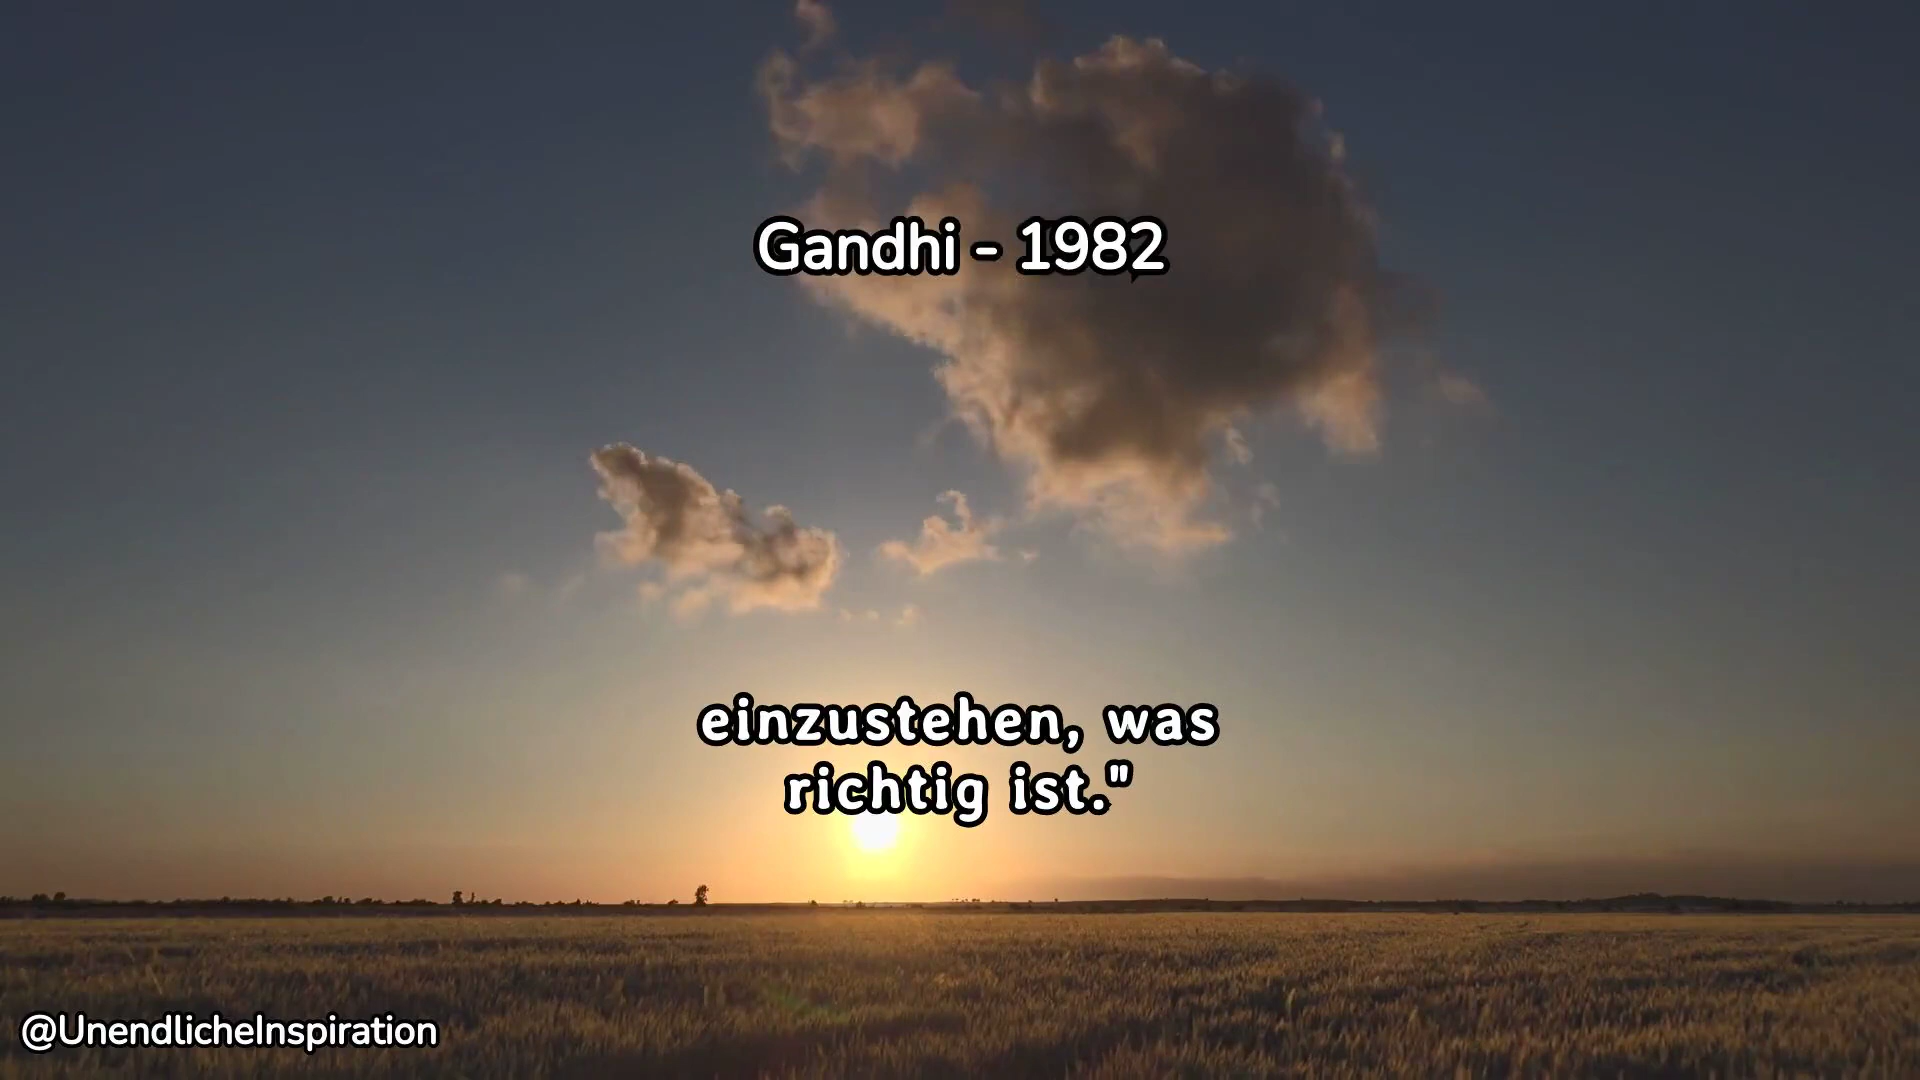 Gandhi - 1982
einzustehen, was
richtig ist."
@UnendlicheInspiration